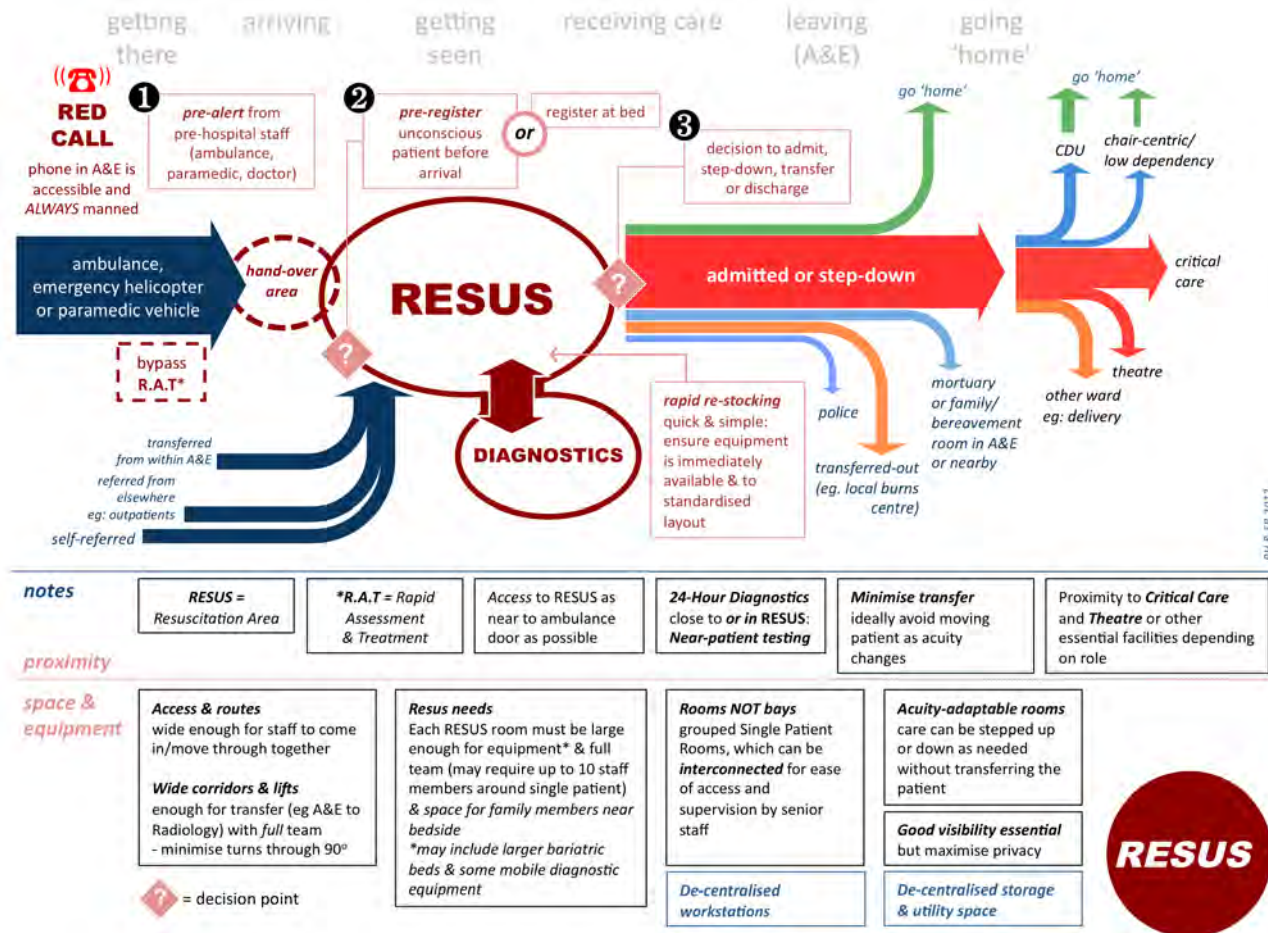 getting
there
arriving
getting
seen
receiving care
leaving
(A&E)
going
'home'
RED
CALL
phone in A&E is
accessible and
ALWAYS manned
1
pre-alert from
pre-hospital staff
(ambulance,
paramedic, doctor)
2
pre-register
unconscious
patient before
arrival
or
register at bed
3
decision to admit,
step-down, transfer
or discharge
go 'home'
go 'home'
CDU
chair-centric/
low dependency
ambulance,
emergency helicopter
or paramedic vehicle
hand-over
area
RESUS
?
admitted or step-down
critical
care
bypass
R.A.T*
?
transferred
from within A&E
referred from
elsewhere
eg: outpatients
self-referred
DIAGNOSTICS
rapid re-stocking
quick & simple:
ensure equipment
is immediately
available & to
standardised
layout
police
transferred-out
(eg. local burns
centre)
mortuary
or family/
bereavement
room in A&E
or nearby
other ward
eg: delivery
theatre
notes
proximity
RESUS =
Resuscitation Area
*R.A.T = Rapid
Assessment
& Treatment
Access to RESUS as
near to ambulance
door as possible
24-Hour Diagnostics
close to or in RESUS:
Near-patient testing
Minimise transfer
ideally avoid moving
patient as acuity
changes
Proximity to Critical Care
and Theatre or other
essential facilities depending
on role
space &
equipment
Access & routes
wide enough for staff to come
in/move through together
Wide corridors & lifts
enough for transfer (eg A&E to
Radiology) with full team
- minimise turns through 90°
? = decision point
Resus needs
Each RESUS room must be large
enough for equipment* & full
team (may require up to 10 staff
members around single patient)
& space for family members near
bedside
*may include larger bariatric
beds & some mobile diagnostic
equipment
Rooms NOT bays
grouped Single Patient
Rooms, which can be
interconnected for ease
of access and
supervision by senior
staff
De-centralised
workstations
Acuity-adaptable rooms
care can be stepped up
or down as needed
without transferring the
patient
Good visibility essential
but maximise privacy
De-centralised storage
& utility space
RESUS